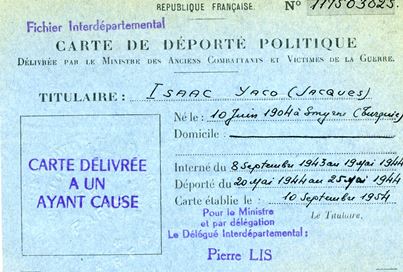 RÉPUBLIQUE FRANÇAISE. N° 111503025.
Fichier Interdépartemental
CARTE DE DÉPORTÉ POLITIQUE
DÉLIVRÉE PAR LE MINISTRE DES ANCIENS COMBATTANTS ET VICTIMES DE LA GUERRE.
TITULAIRE : ISAAC YACO (Jacques)
Né le : 10 Juin 1904 à Smyrne (Turquie)
Domicile :
CARTE DÉLIVRÉE
A UN
AYANT CAUSE
Interné du 8 Septembre 1943 au 19 Mai 1944
Déporté du 20 Mai 1944 au 25 Mai 1944
Carte établie le : 10 Septembre 1954
Pour le Ministre
et par délégation
Le Titulaire,
Le Délégué Interdépartemental :
Pierre LIS